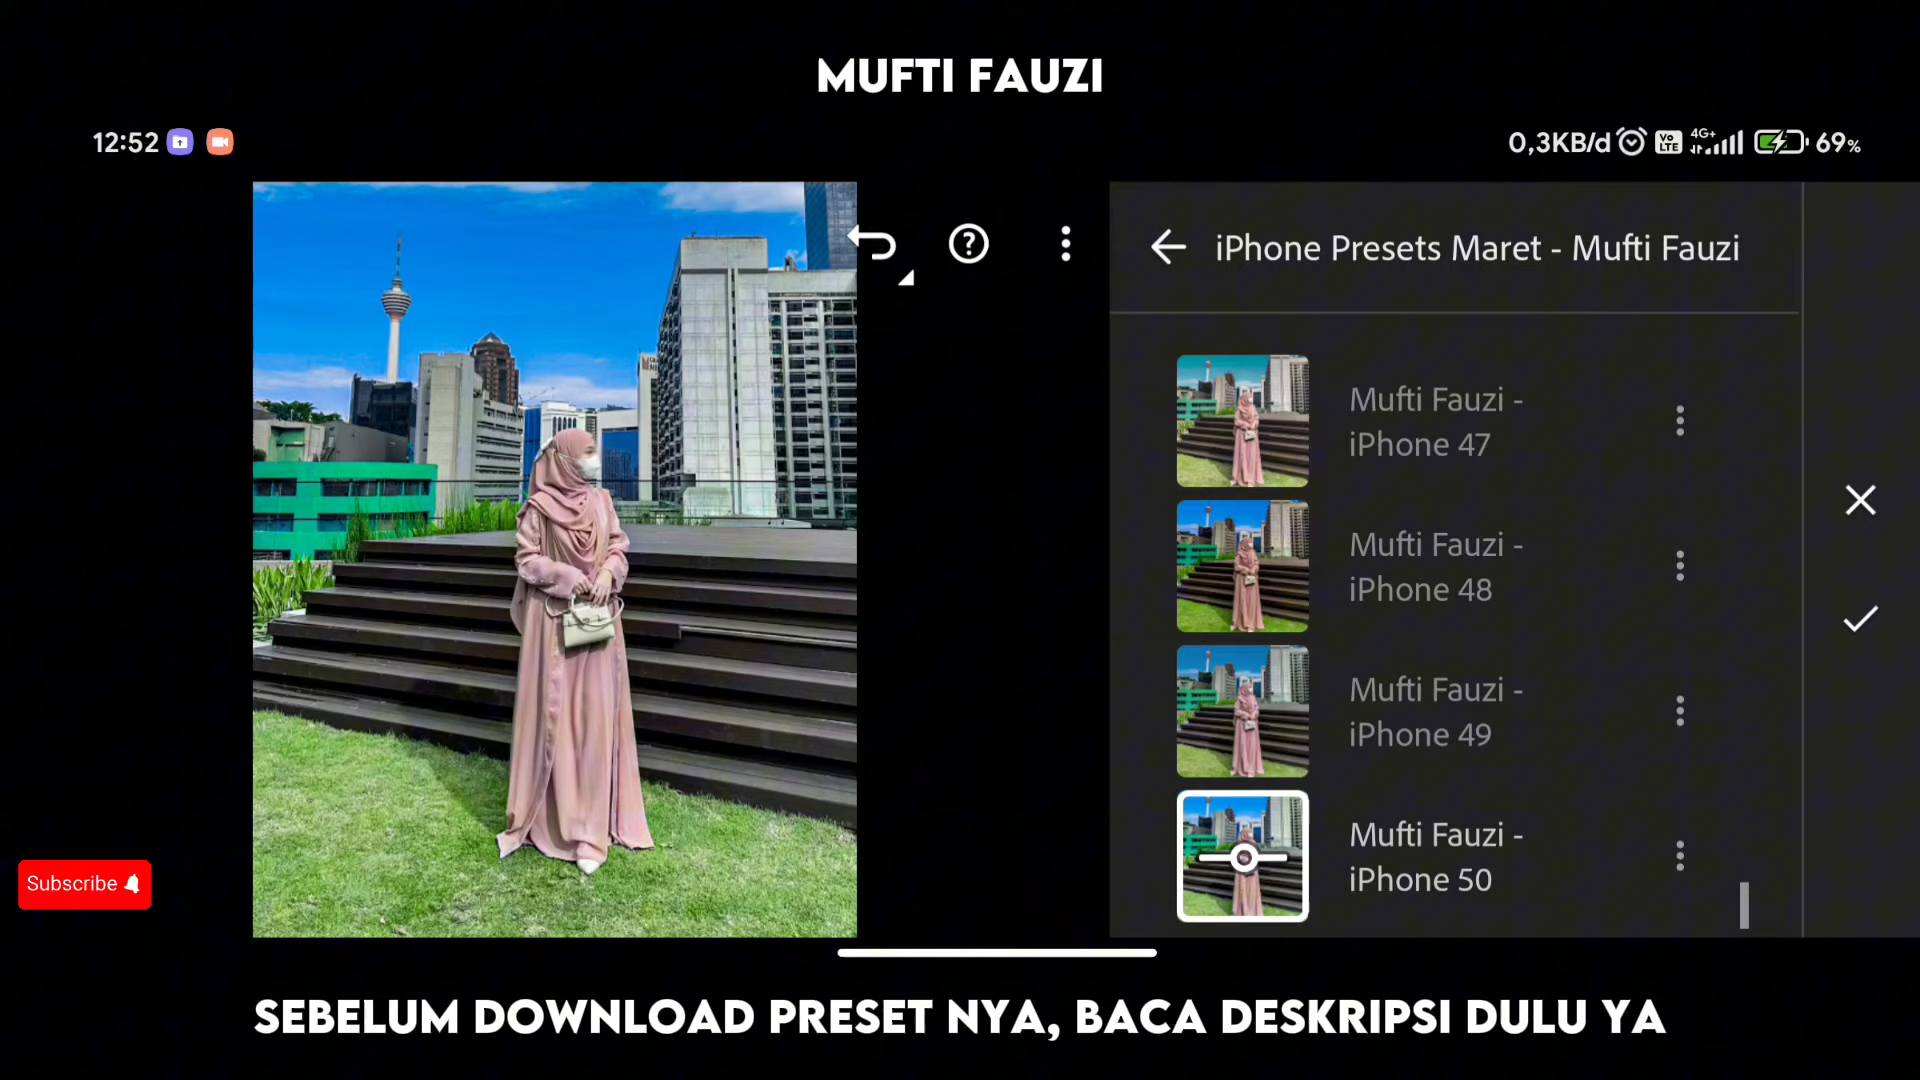 MUFTI FAUZI
12:52
0,3KB/d Vo LTE 4G+ 69%
iPhone Presets Maret - Mufti Fauzi
Mufti Fauzi -
iPhone 47
Mufti Fauzi -
iPhone 48
Mufti Fauzi -
iPhone 49
Mufti Fauzi -
iPhone 50
Subscribe
SEBELUM DOWNLOAD PRESET NYA, BACA DESKRIPSI DULU YA